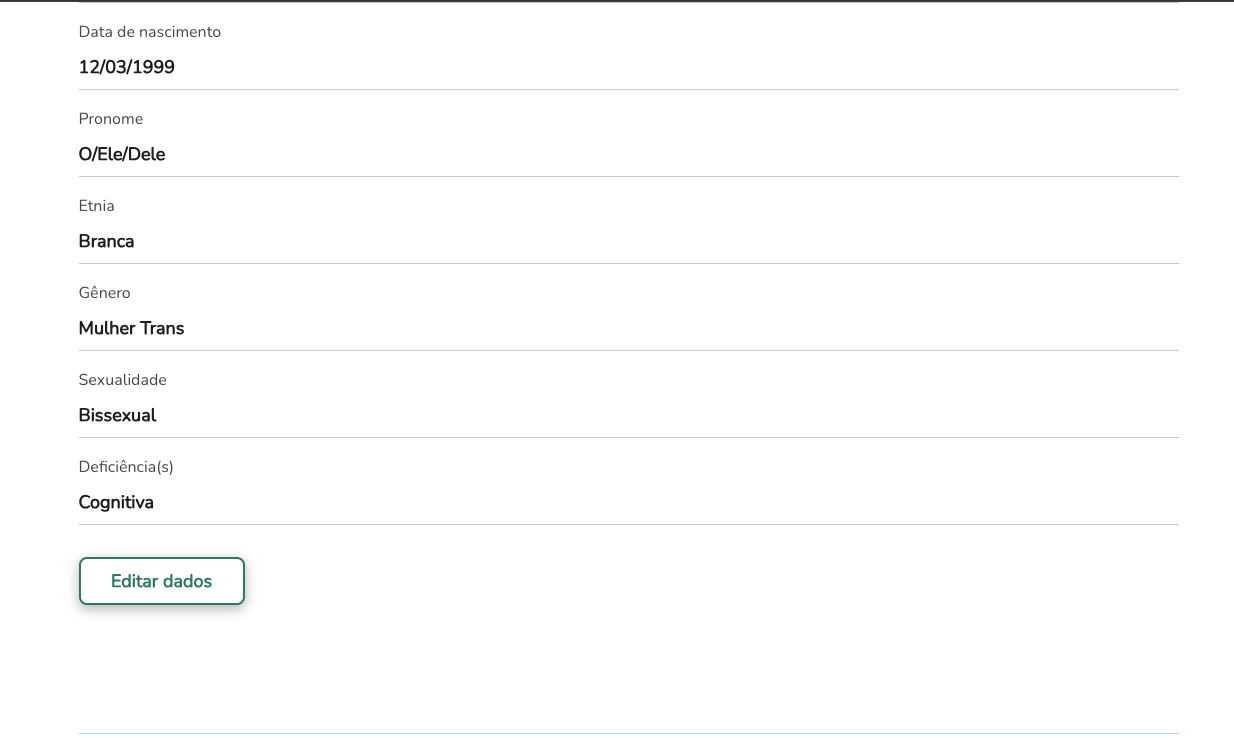 Data de nascimento
12/03/1999
Pronome
O/Ele/Dele
Etnia
Branca
Gênero
Mulher Trans
Sexualidade
Bissexual
Deficiência(s)
Cognitiva
Editar dados